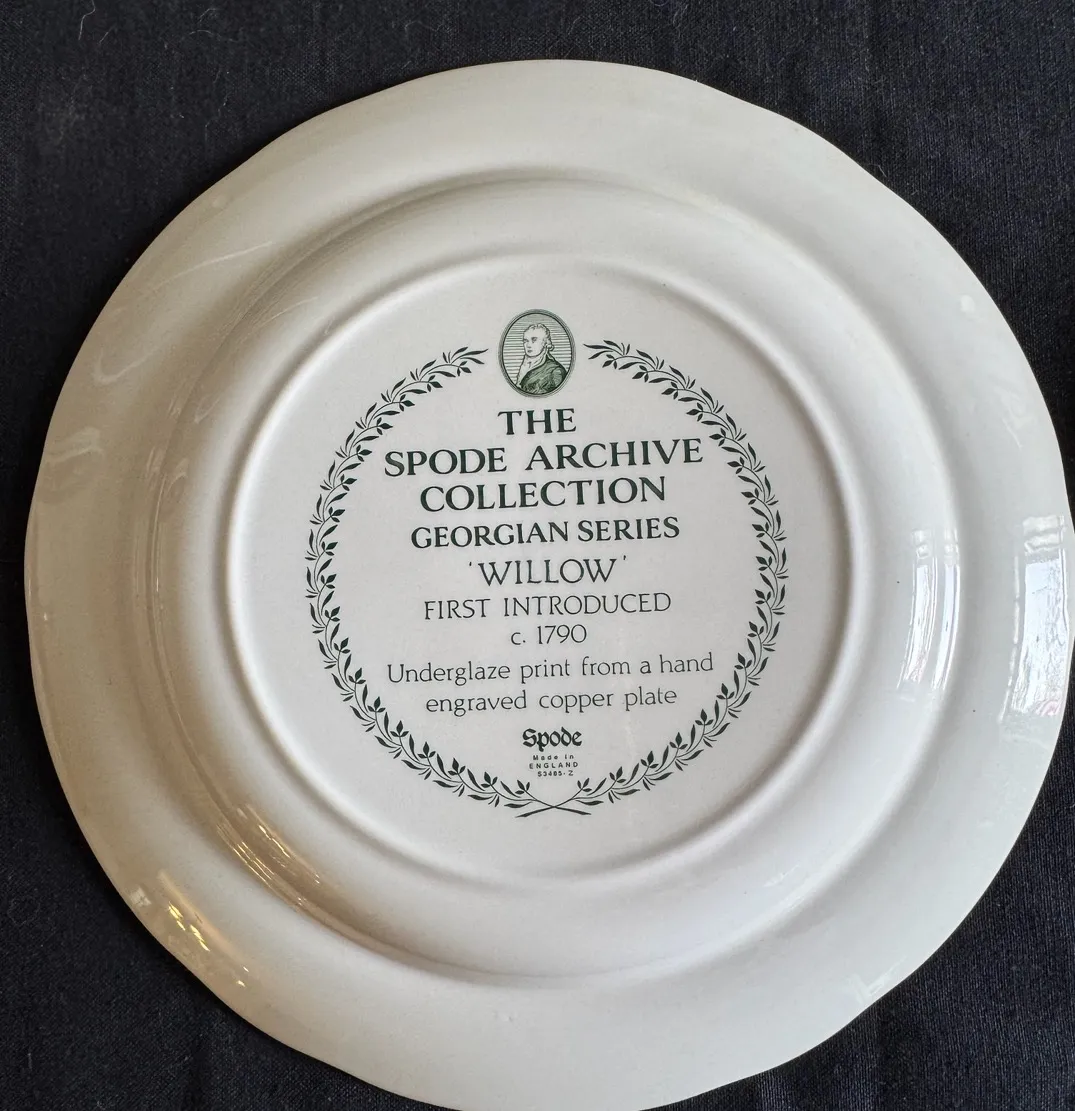 THE
SPODE ARCHIVE
COLLECTION
GEORGIAN SERIES
'WILLOW'
FIRST INTRODUCED
c. 1790
Underglaze print from a hand
engraved copper plate
Spode
Made in
ENGLAND
S3485-Z